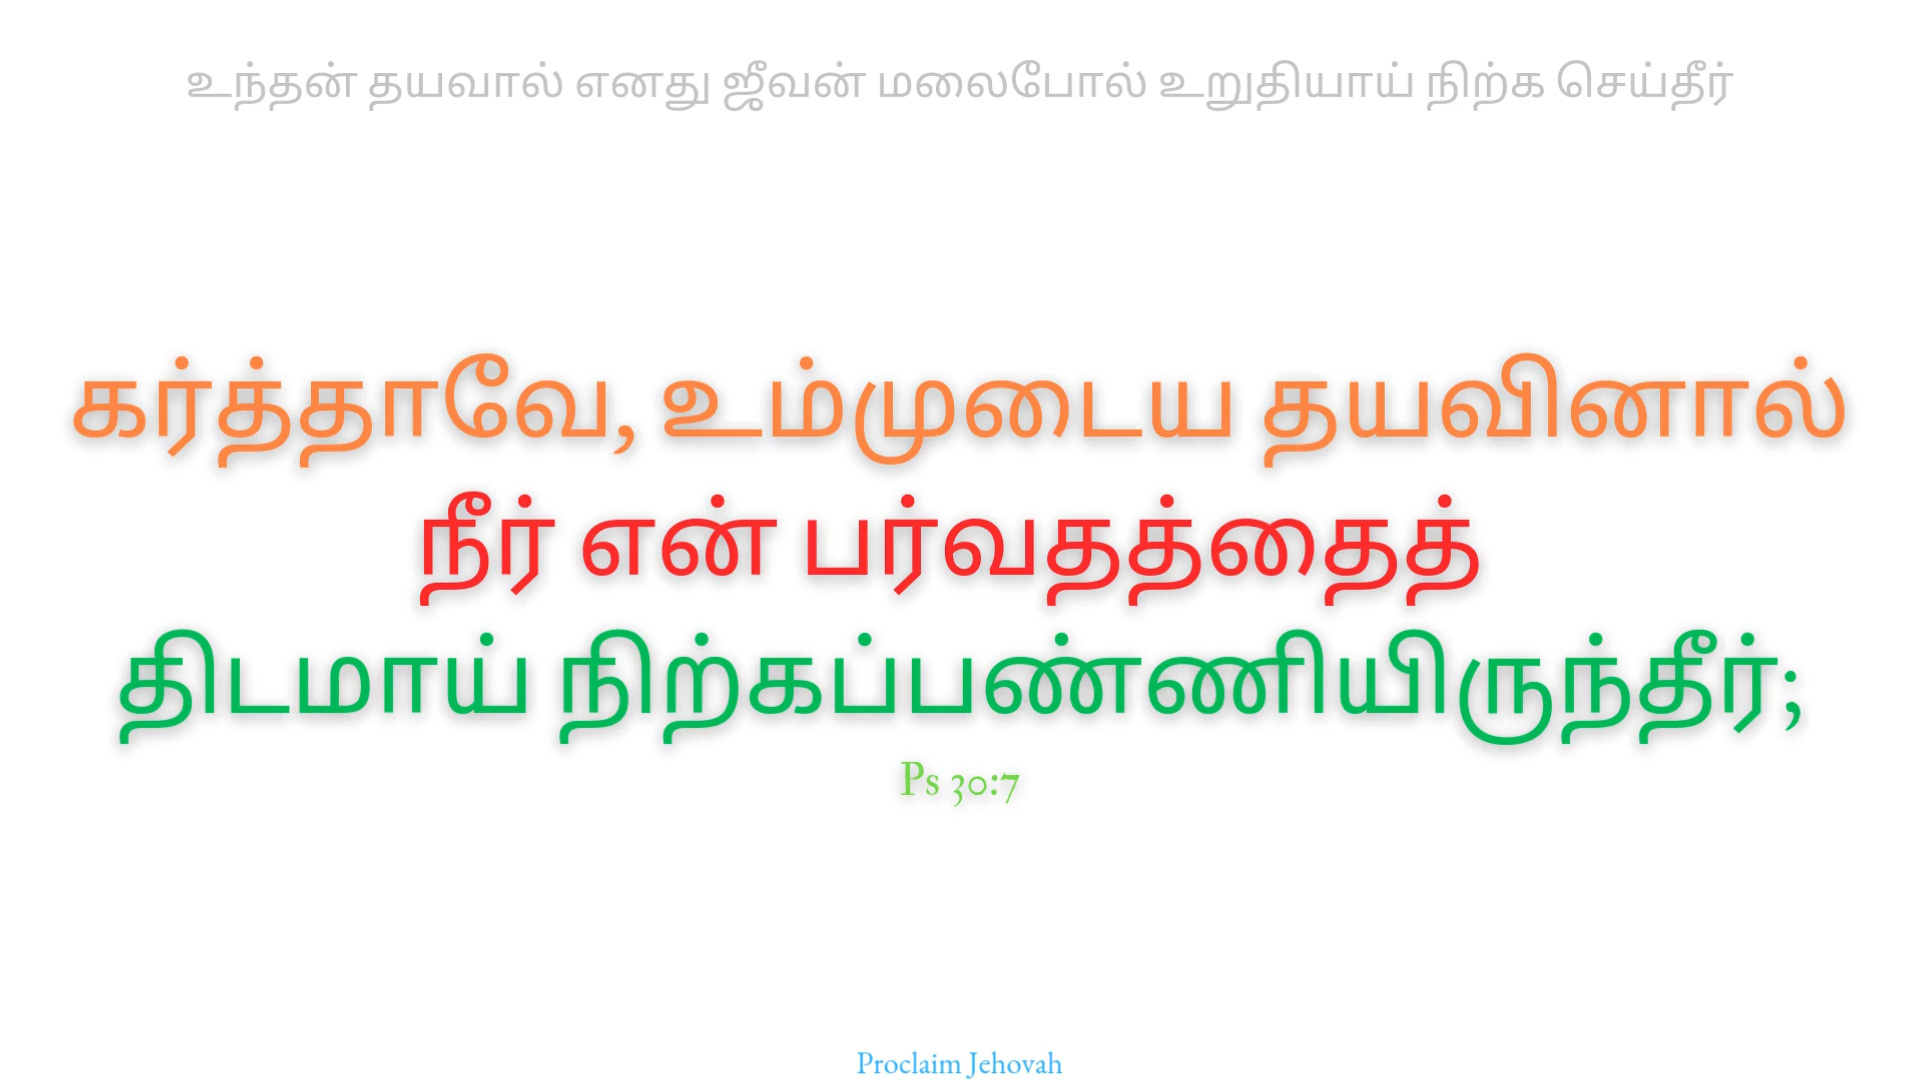 உந்தன் தயவால் எனது ஜீவன் மலைபோல் உறுதியாய் நிற்க செய்தீர்
கர்த்தாவே, உம்முடைய தயவினால்
நீர் என் பர்வதத்தைத்
திடமாய் நிற்கப்பண்ணியிருந்தீர்;
Ps 30:7
Proclaim Jehovah